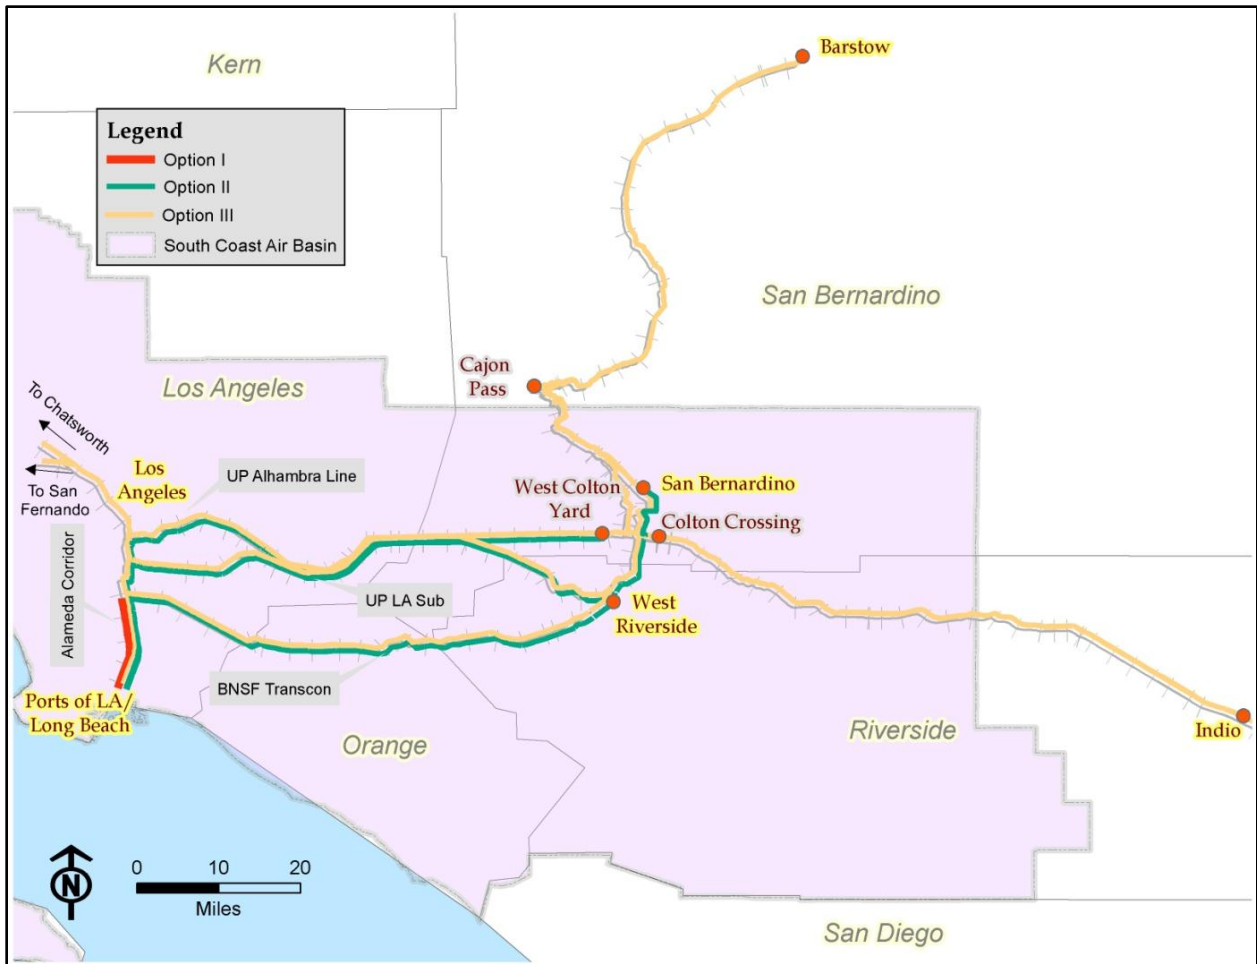 Kern
Barstow
Legend
Option I
Option II
Option III
South Coast Air Basin
San Bernardino
Cajon
Pass
Los Angeles
To Chatsworth
Los
Angeles
UP Alhambra Line
To San
Fernando
West Colton
Yard
San Bernardino
Colton Crossing
Alameda Corridor
UP LA Sub
West
Riverside
BNSF Transcon
Ports of LA/
Long Beach
Orange
Riverside
Indio
N
0 10 20
Miles
San Diego